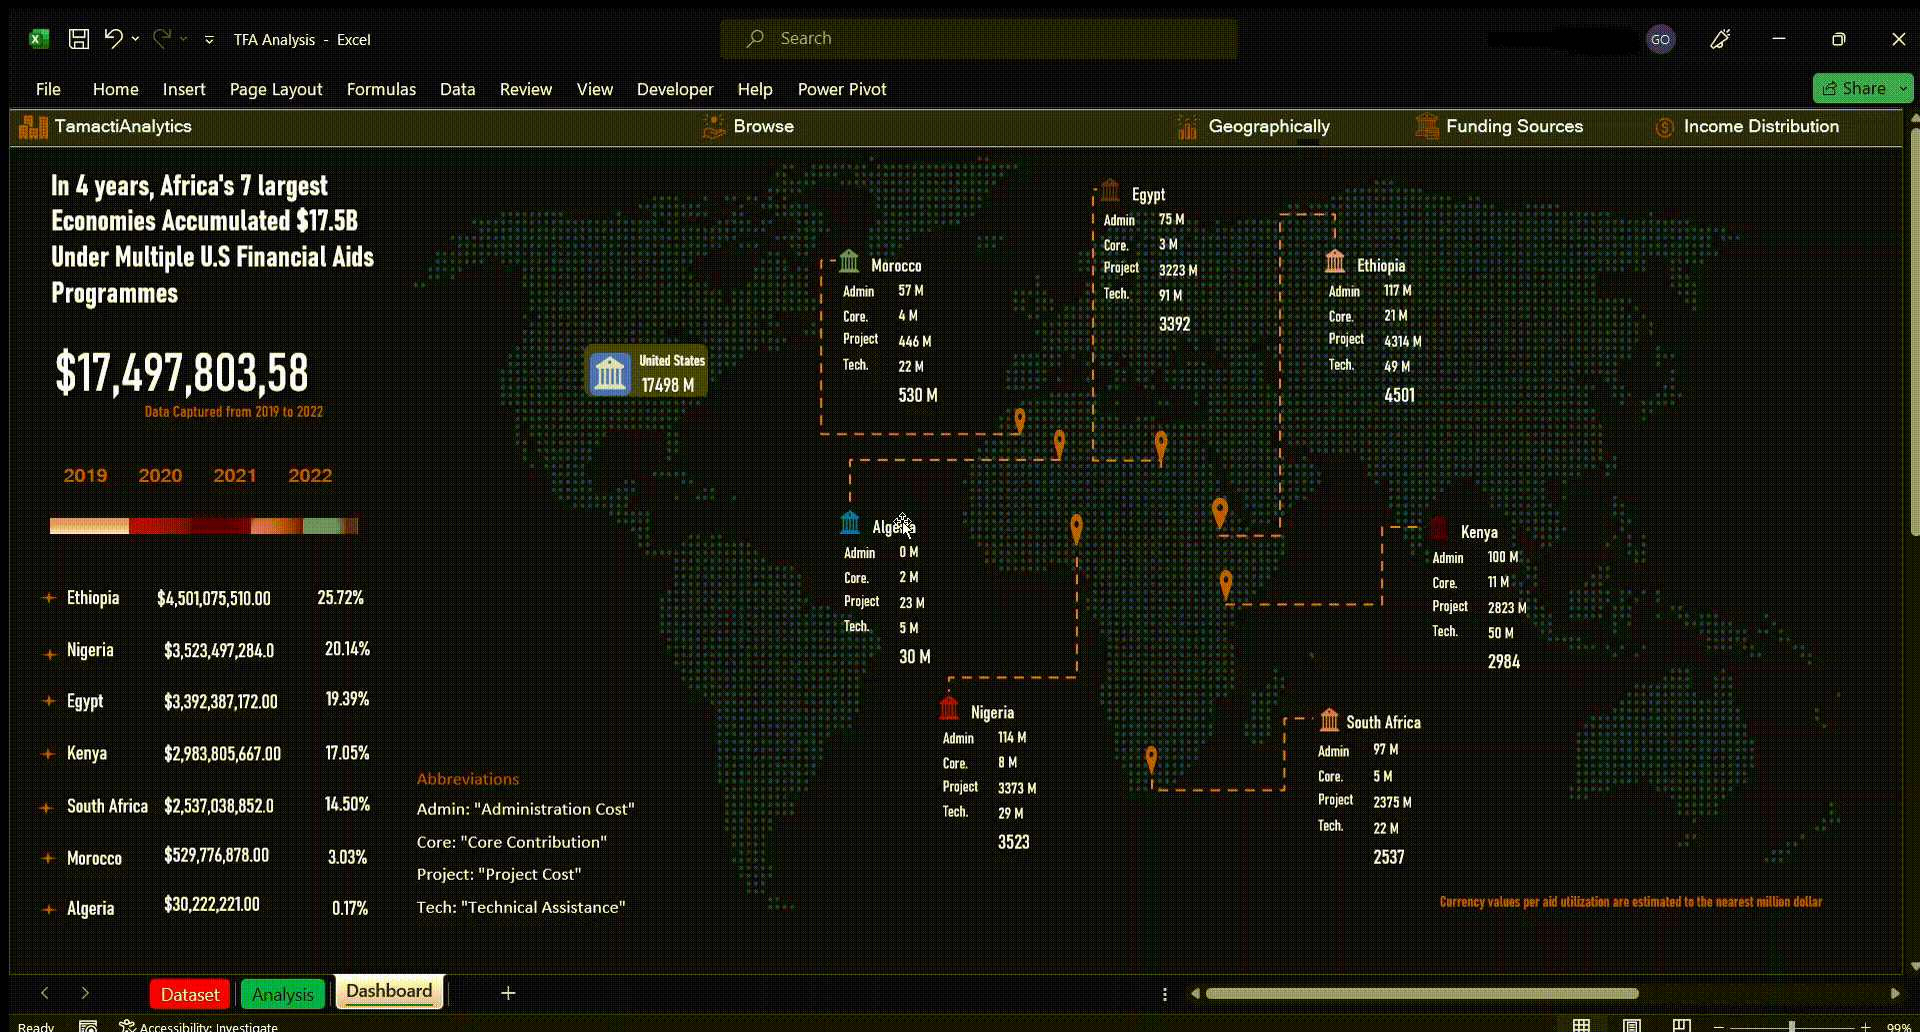 TFA Analysis - Excel
Search
GO
File Home Insert Page Layout Formulas Data Review View Developer Help Power Pivot
Share
TamactiAnalytics
Browse
Geographically
Funding Sources
Income Distribution
In 4 years, Africa's 7 largest
Economies Accumulated $17.5B
Under Multiple U.S Financial Aids
Programmes
$17,497,803,58
Data Captured from 2019 to 2022
2019 2020 2021 2022
Ethiopia $4,501,075,510.00 25.72%
Nigeria $3,523,497,284.0 20.14%
Egypt $3,392,387,172.00 19.39%
Kenya $2,983,805,667.00 17.05%
South Africa $2,537,038,852.0 14.50%
Morocco $529,776,878.00 3.03%
Algeria $30,222,221.00 0.17%
Abbreviations
Admin: "Administration Cost"
Core: "Core Contribution"
Project: "Project Cost"
Tech: "Technical Assistance"
United States
17498 M
Morocco
Admin 57 M
Core. 4 M
Project 446 M
Tech. 22 M
530 M
Egypt
Admin 75 M
Core. 3 M
Project 3223 M
Tech. 91 M
3392
Ethiopia
Admin 117 M
Core. 21 M
Project 4314 M
Tech. 49 M
4501
Algeria
Admin 0 M
Core. 2 M
Project 23 M
Tech. 5 M
30 M
Kenya
Admin 100 M
Core. 11 M
Project 2823 M
Tech. 50 M
2984
Nigeria
Admin 114 M
Core. 8 M
Project 3373 M
Tech. 29 M
3523
South Africa
Admin 97 M
Core. 5 M
Project 2375 M
Tech. 22 M
2537
Currency values per aid utilization are estimated to the nearest million dollar
Dataset Analysis Dashboard
Ready Accessibility: Investigate 99%